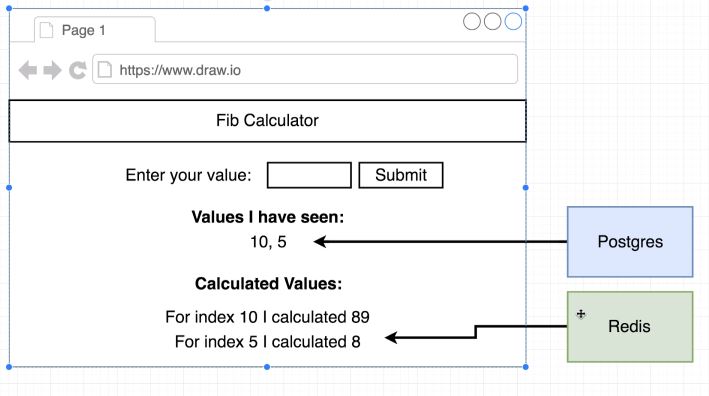 Page 1
https://www.draw.io
Fib Calculator
Enter your value: Submit
Values I have seen:
10, 5
Postgres
Calculated Values:
For index 10 I calculated 89
For index 5 I calculated 8
Redis